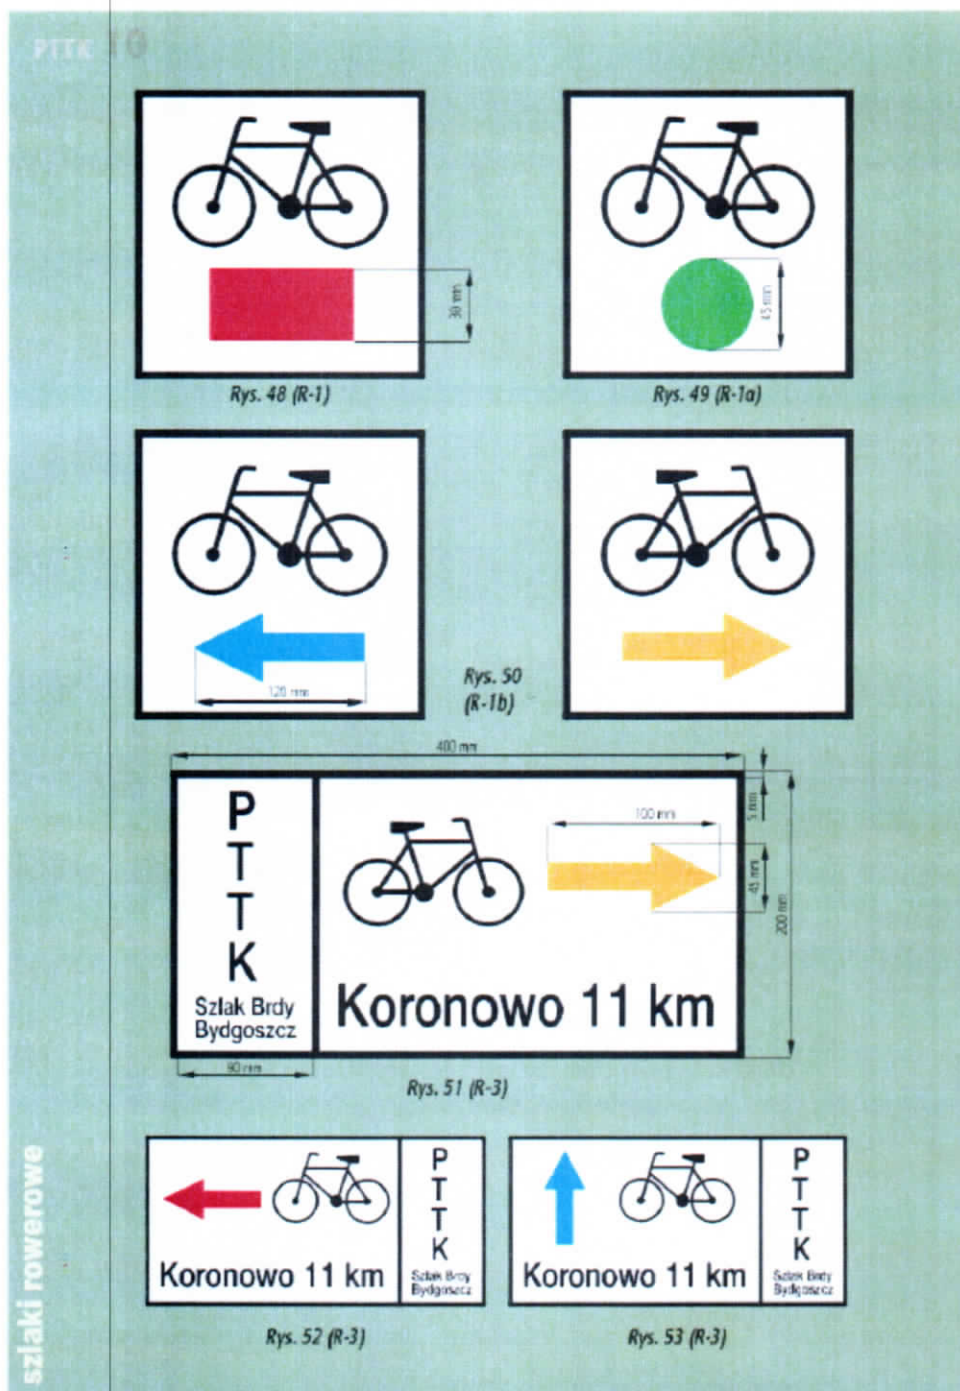 PTTK 10
30 mm
45 mm
Rys. 48 (R-1)
Rys. 49 (R-1a)
120 mm
Rys. 50
(R-1b)
400 mm
P
T
T
K
Szlak Brdy
Bydgoszcz
100 mm
5 mm
45 mm
200 mm
Koronowo 11 km
90 mm
Rys. 51 (R-3)
Koronowo 11 km
P
T
T
K
Szlak Brdy
Bydgoszcz
Koronowo 11 km
P
T
T
K
Szlak Brdy
Bydgoszcz
Rys. 52 (R-3)
Rys. 53 (R-3)
szlaki rowerowe